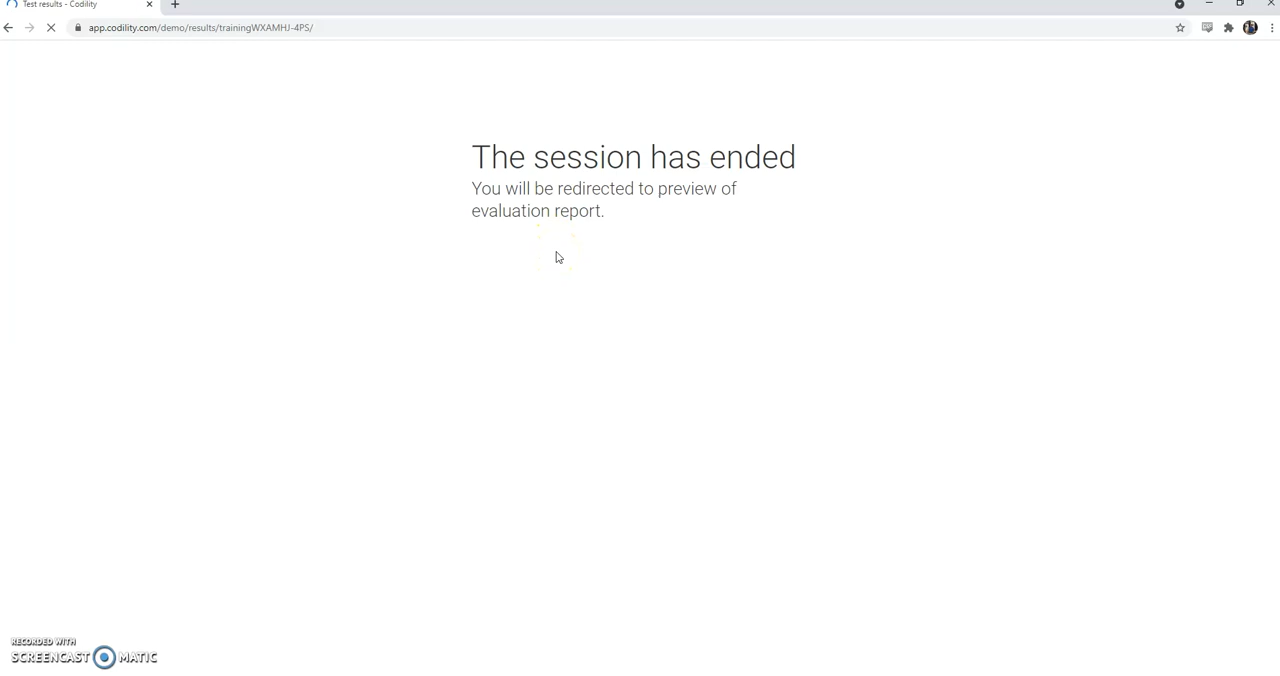 Test results - Codility
app.codility.com/demo/results/trainingWXAMHJ-4PS/
The session has ended
You will be redirected to preview of
evaluation report.
RECORDED WITH
SCREENCAST MATIC